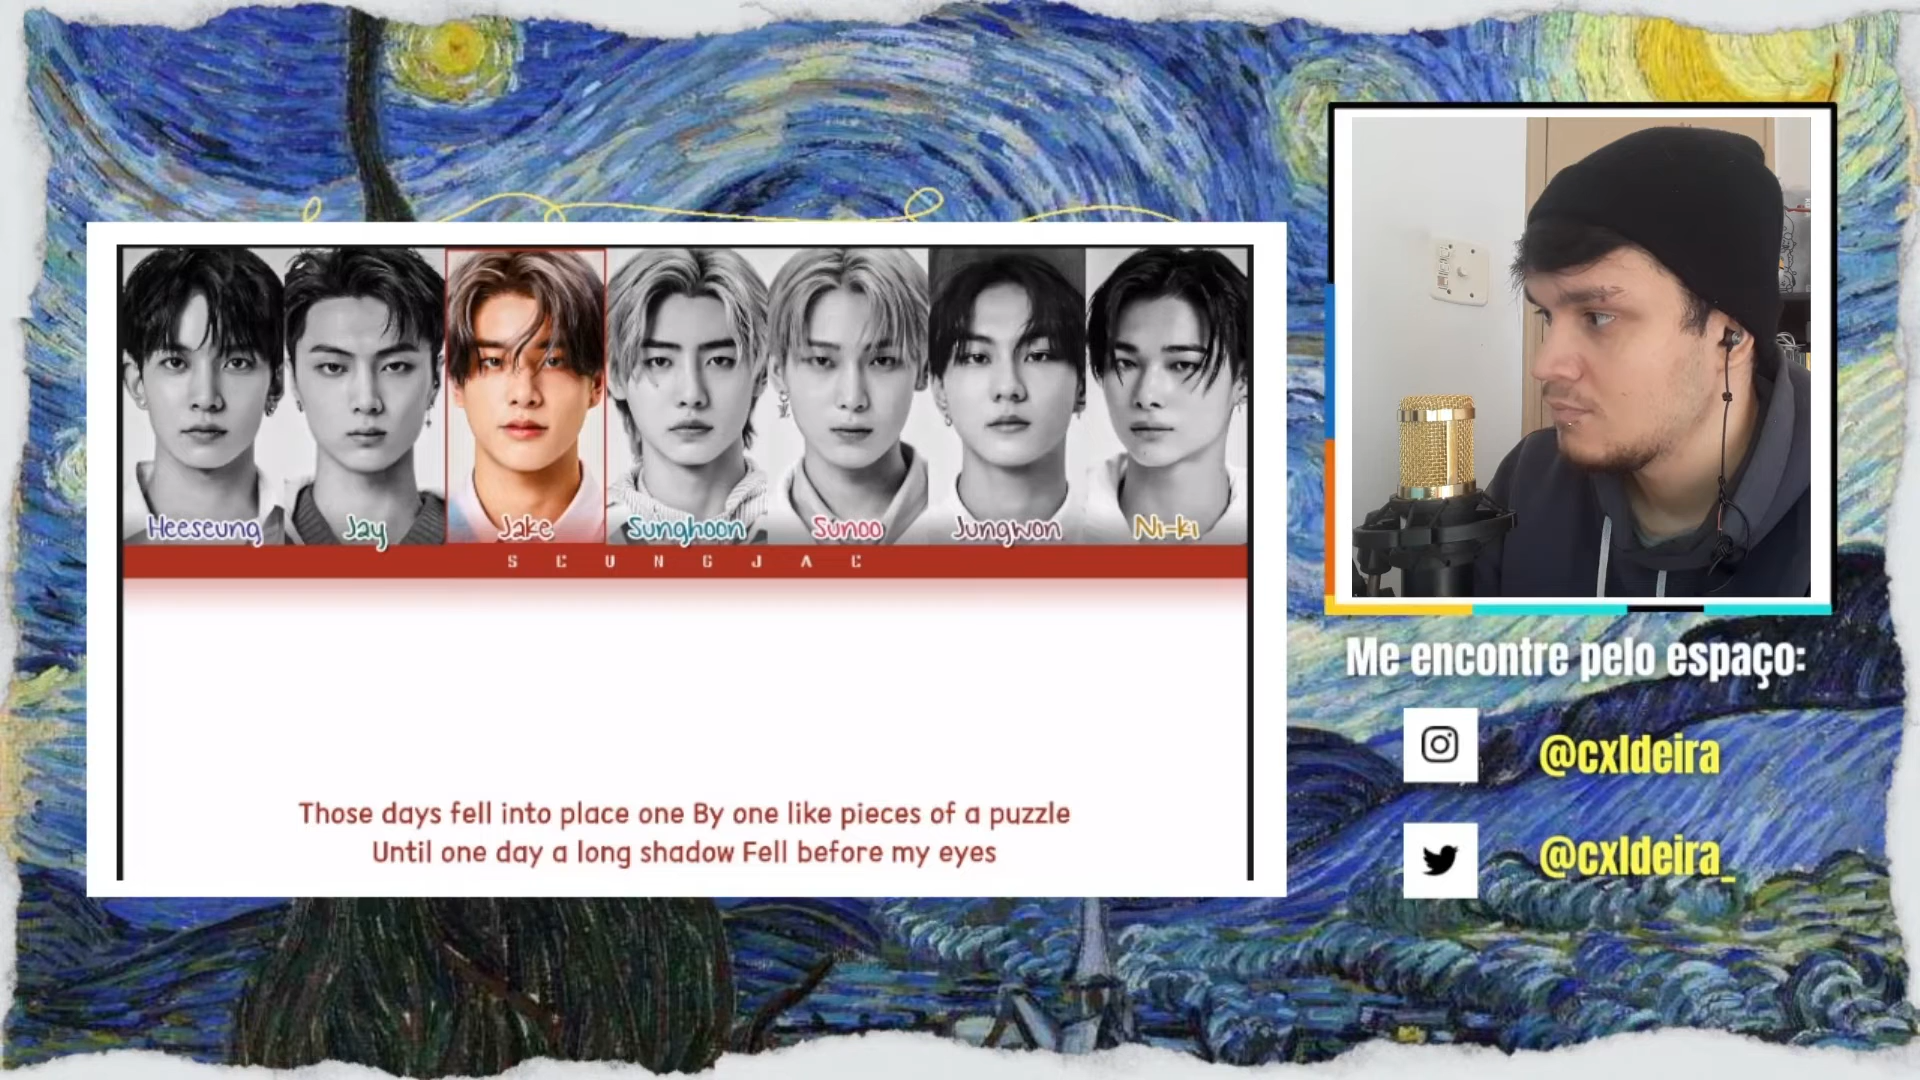 Heeseung Jay Jake Sunghoon Sunoo Jungwon Ni-ki
SEUNGJAE
Those days fell into place one By one like pieces of a puzzle
Until one day a long shadow Fell before my eyes
Me encontre pelo espaço:
@cxldeira
@cxldeira_